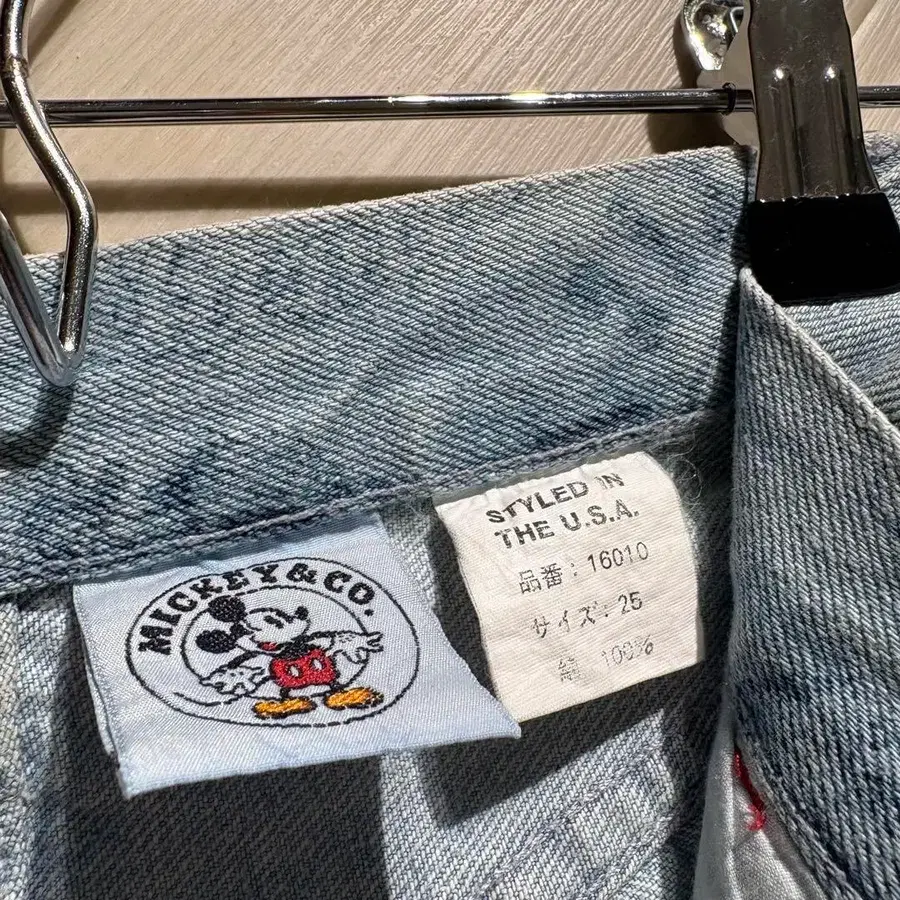 MICKEY & CO.
STYLED IN
THE U.S.A.
品番: 16010
サイズ: 25
綿 100%